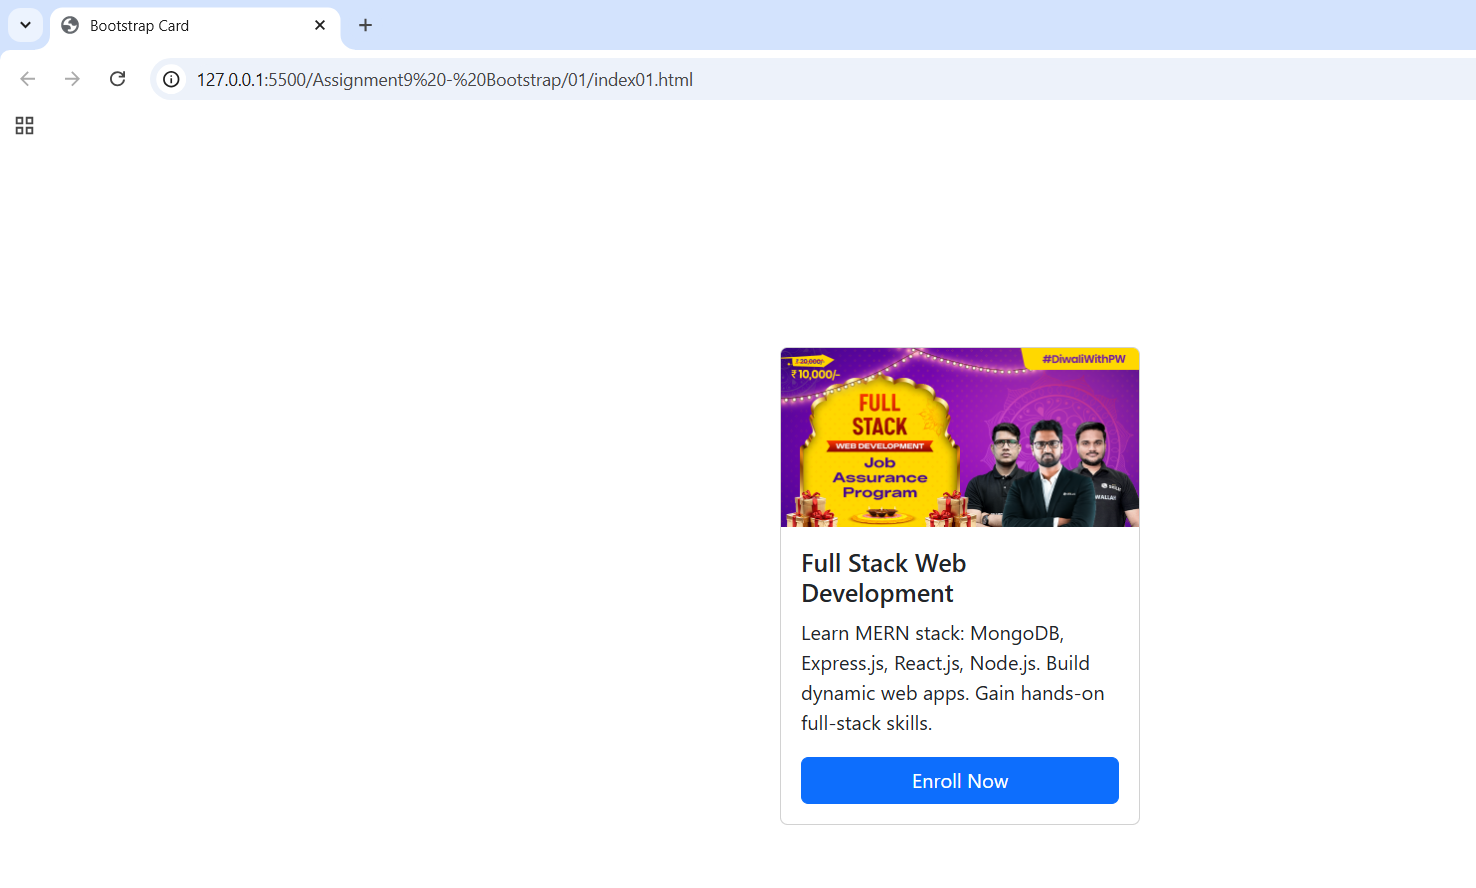 Bootstrap Card
127.0.0.1:5500/Assignment9%20-%20Bootstrap/01/index01.html
#DiwaliWithPW
₹ 20,000/-
₹ 10,000/-
FULL
STACK
WEB DEVELOPMENT
Job
Assurance
Program
WALLAH
Full Stack Web
Development
Learn MERN stack: MongoDB,
Express.js, React.js, Node.js. Build
dynamic web apps. Gain hands-on
full-stack skills.
Enroll Now